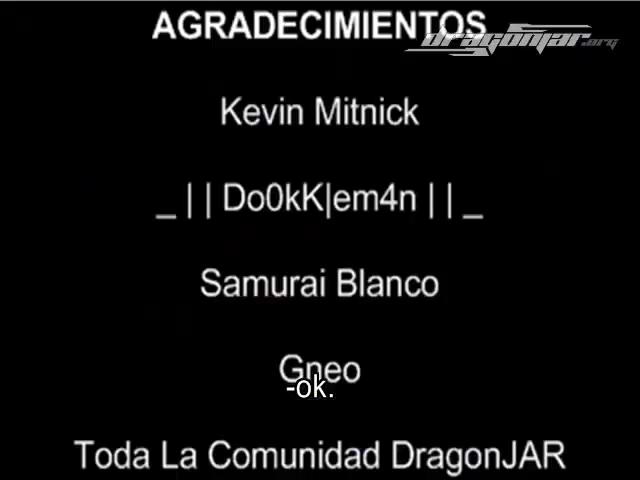 AGRADECIMIENTOS
dragonjar.org
Kevin Mitnick
_ | | Do0kK|em4n | | _
Samurai Blanco
Gneo
-ok.
Toda La Comunidad DragonJAR